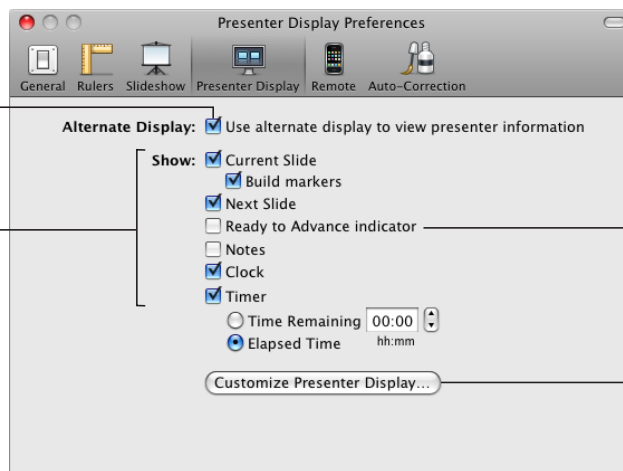 Presenter Display Preferences
General Rulers Slideshow Presenter Display Remote Auto-Correction
Alternate Display: Use alternate display to view presenter information
Show: Current Slide
Build markers
Next Slide
Ready to Advance indicator
Notes
Clock
Timer
Time Remaining 00:00
Elapsed Time hh:mm
Customize Presenter Display...